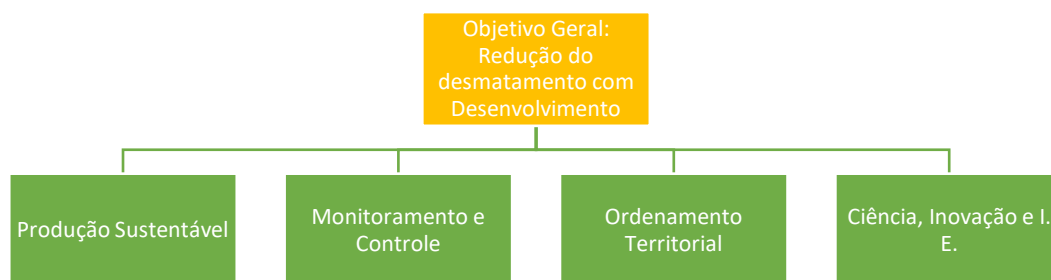 Objetivo Geral:
Redução do
desmatamento com
Desenvolvimento
Produção Sustentável
Monitoramento e
Controle
Ordenamento
Territorial
Ciência, Inovação e I.
E.